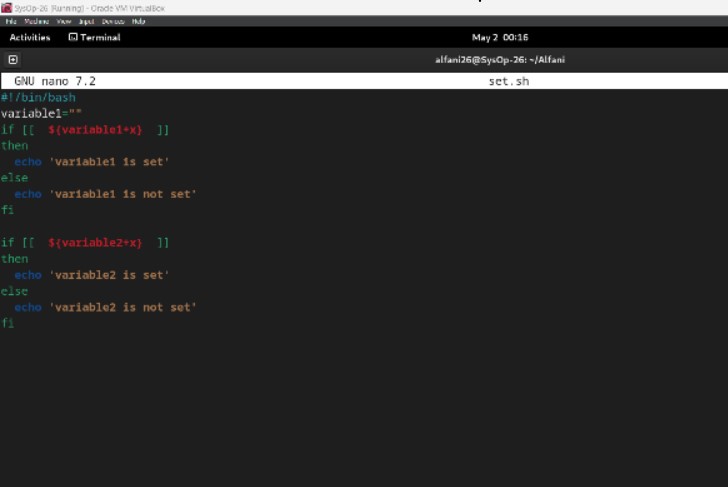 SysOp-26 [Running] - Oracle VM VirtualBox
File Machine View Input Devices Help
Activities Terminal May 2 00:16
alfani26@SysOp-26: ~/Alfani
GNU nano 7.2 set.sh
#!/bin/bash
variable1=""
if [[ ${variable1+x} ]]
then
echo 'variable1 is set'
else
echo 'variable1 is not set'
fi
if [[ ${variable2+x} ]]
then
echo 'variable2 is set'
else
echo 'variable2 is not set'
fi